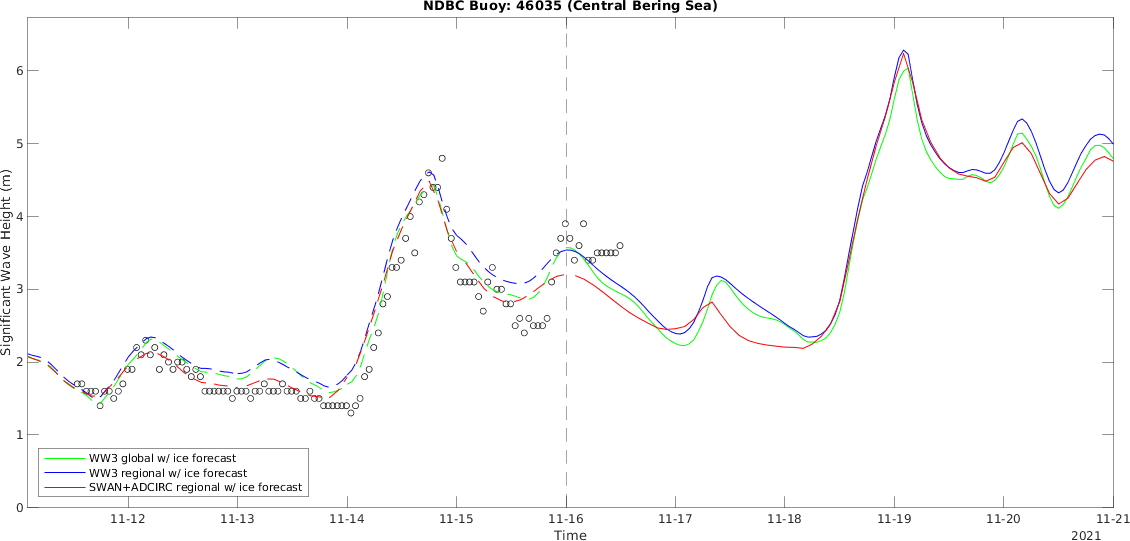 NDBC Buoy: 46035 (Central Bering Sea)
Significant Wave Height (m)
6
5
4
3
2
1
0
WW3 global w/ ice forecast
WW3 regional w/ ice forecast
SWAN+ADCIRC regional w/ ice forecast
11-12 11-13 11-14 11-15 11-16 11-17 11-18 11-19 11-20 11-21
Time
2021